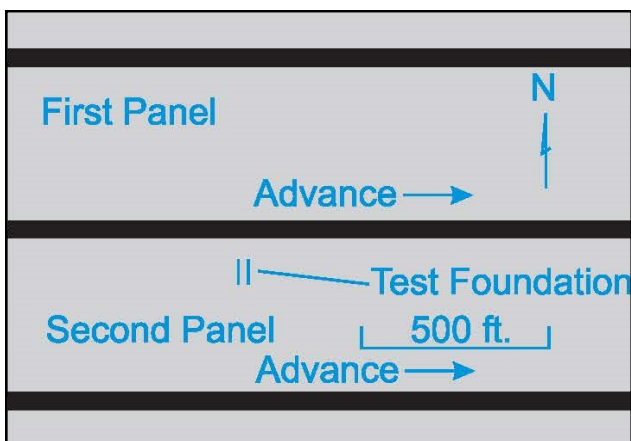 First Panel
N
Advance
Test Foundation
Second Panel
500 ft.
Advance